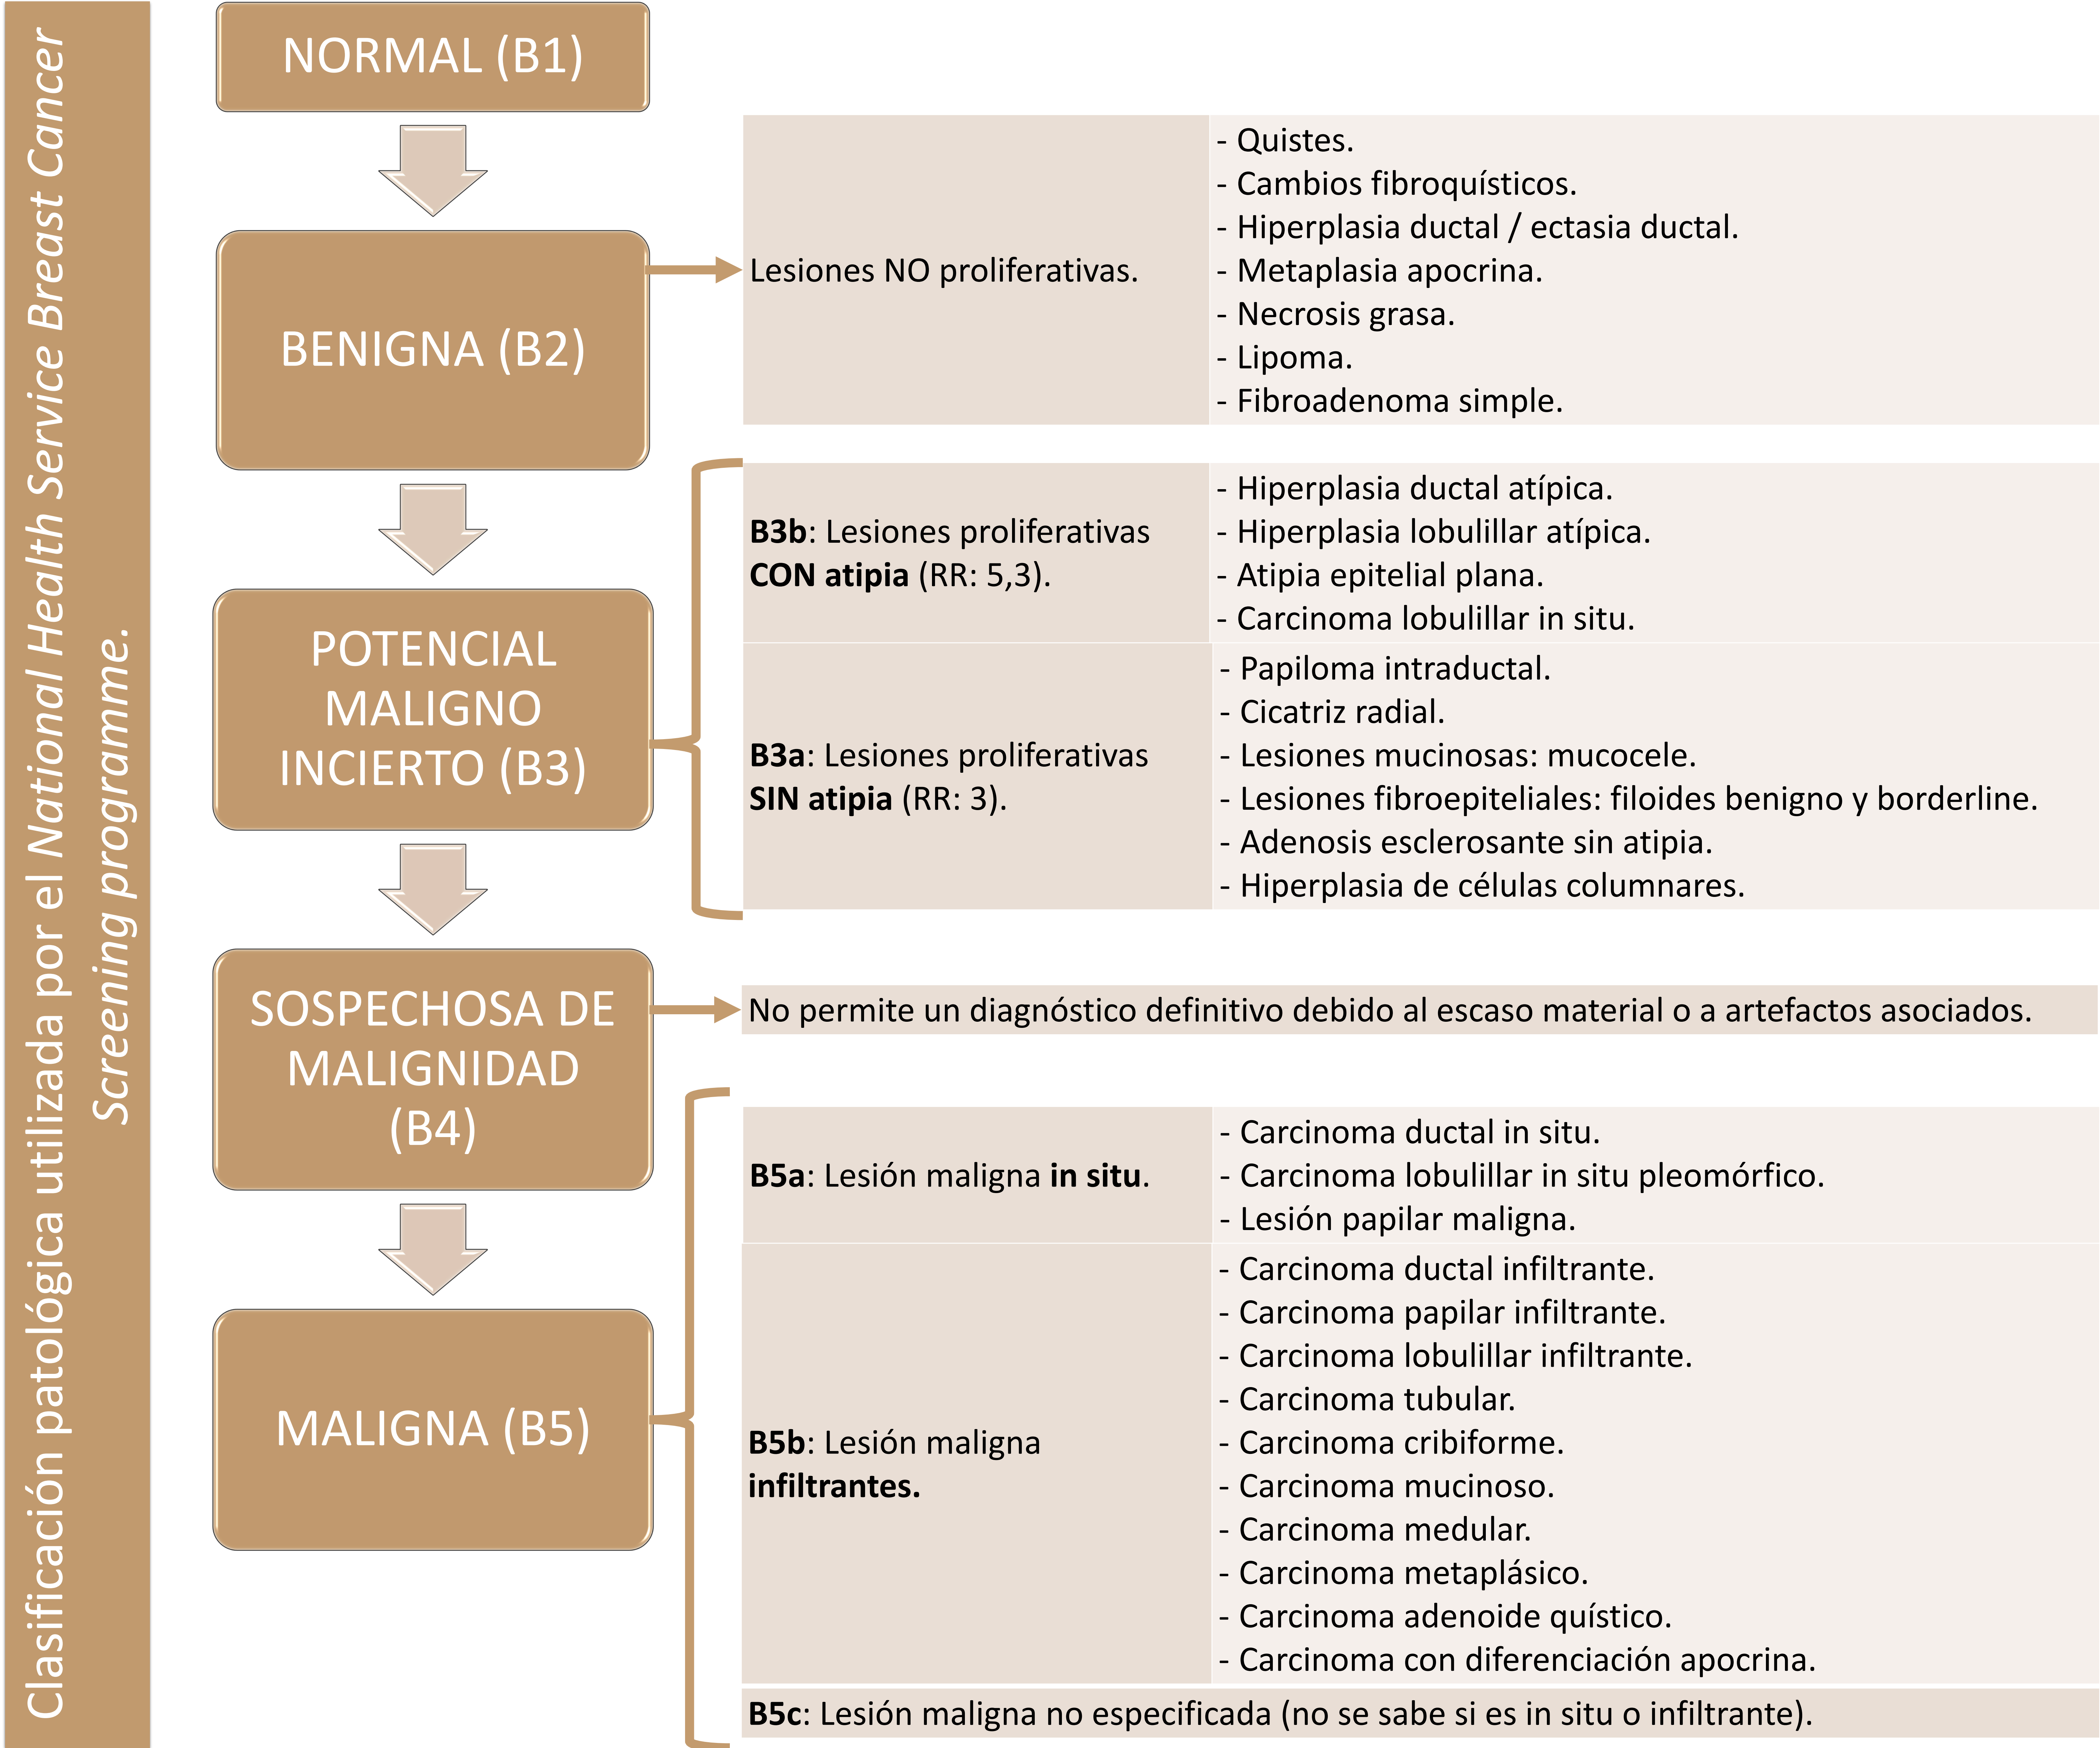 Clasificación patológica utilizada por el National Health Service Breast Cancer
Screening programme.
NORMAL (B1)
BENIGNA (B2)
Lesiones NO proliferativas.
- Quistes.
- Cambios fibroquísticos.
- Hiperplasia ductal / ectasia ductal.
- Metaplasia apocrina.
- Necrosis grasa.
- Lipoma.
- Fibroadenoma simple.
POTENCIAL
MALIGNO
INCIERTO (B3)
B3b: Lesiones proliferativas
CON atipia (RR: 5,3).
- Hiperplasia ductal atípica.
- Hiperplasia lobulillar atípica.
- Atipia epitelial plana.
- Carcinoma lobulillar in situ.
B3a: Lesiones proliferativas
SIN atipia (RR: 3).
- Papiloma intraductal.
- Cicatriz radial.
- Lesiones mucinosas: mucocele.
- Lesiones fibroepiteliales: filoides benigno y borderline.
- Adenosis esclerosante sin atipia.
- Hiperplasia de células columnares.
SOSPECHOSA DE
MALIGNIDAD
(B4)
No permite un diagnóstico definitivo debido al escaso material o a artefactos asociados.
MALIGNA (B5)
B5a: Lesión maligna in situ.
- Carcinoma ductal in situ.
- Carcinoma lobulillar in situ pleomórfico.
- Lesión papilar maligna.
B5b: Lesión maligna
infiltrantes.
- Carcinoma ductal infiltrante.
- Carcinoma papilar infiltrante.
- Carcinoma lobulillar infiltrante.
- Carcinoma tubular.
- Carcinoma cribiforme.
- Carcinoma mucinoso.
- Carcinoma medular.
- Carcinoma metaplásico.
- Carcinoma adenoide quístico.
- Carcinoma con diferenciación apocrina.
B5c: Lesión maligna no especificada (no se sabe si es in situ o infiltrante).